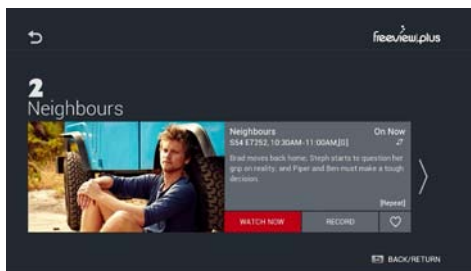 freeview.plus
2
Neighbours
Neighbours On Now
S54 E7252, 10:30AM-11:00AM,[G]
Brad moves back home. Steph starts to question her
grip on reality, and Piper and Ben must make a tough
decision.
[Repeat]
WATCH NOW RECORD
BACK/RETURN